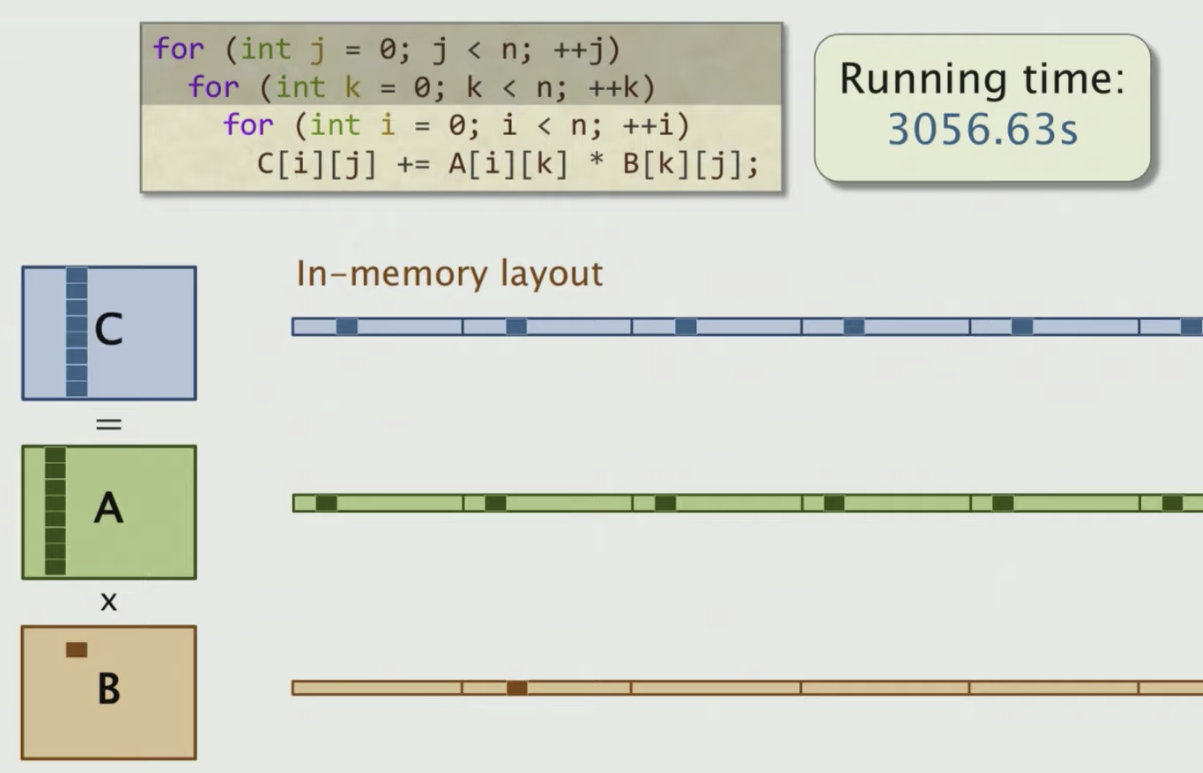 for (int j = 0; j < n; ++j)
for (int k = 0; k < n; ++k)
for (int i = 0; i < n; ++i)
C[i][j] += A[i][k] * B[k][j];
Running time:
3056.63s
In-memory layout
C
=
A
x
B